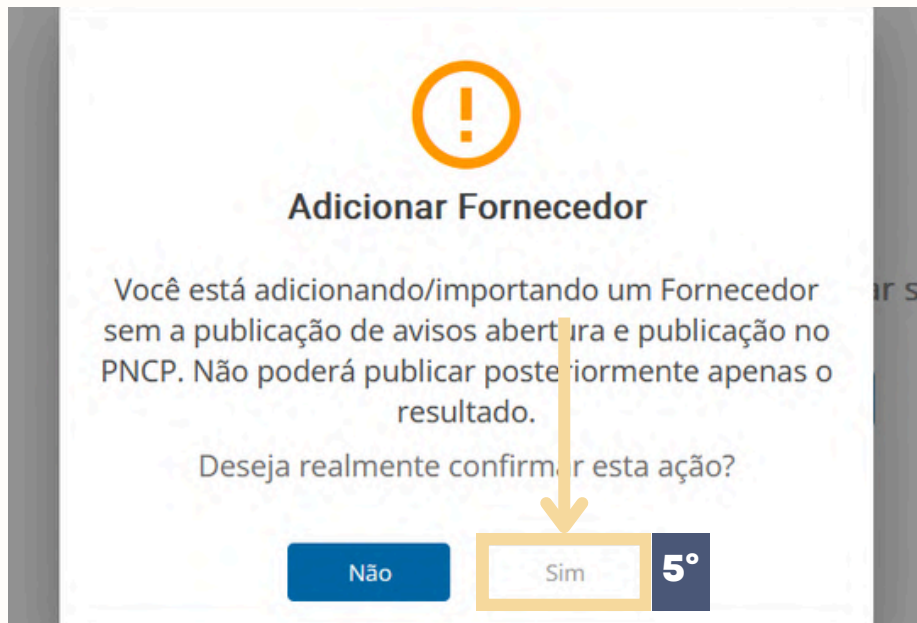 Adicionar Fornecedor
Você está adicionando/importando um Fornecedor
sem a publicação de avisos abertura e publicação no
PNCP. Não poderá publicar posteriormente apenas o
resultado.
Deseja realmente confirmar esta ação?
Não
Sim
5°